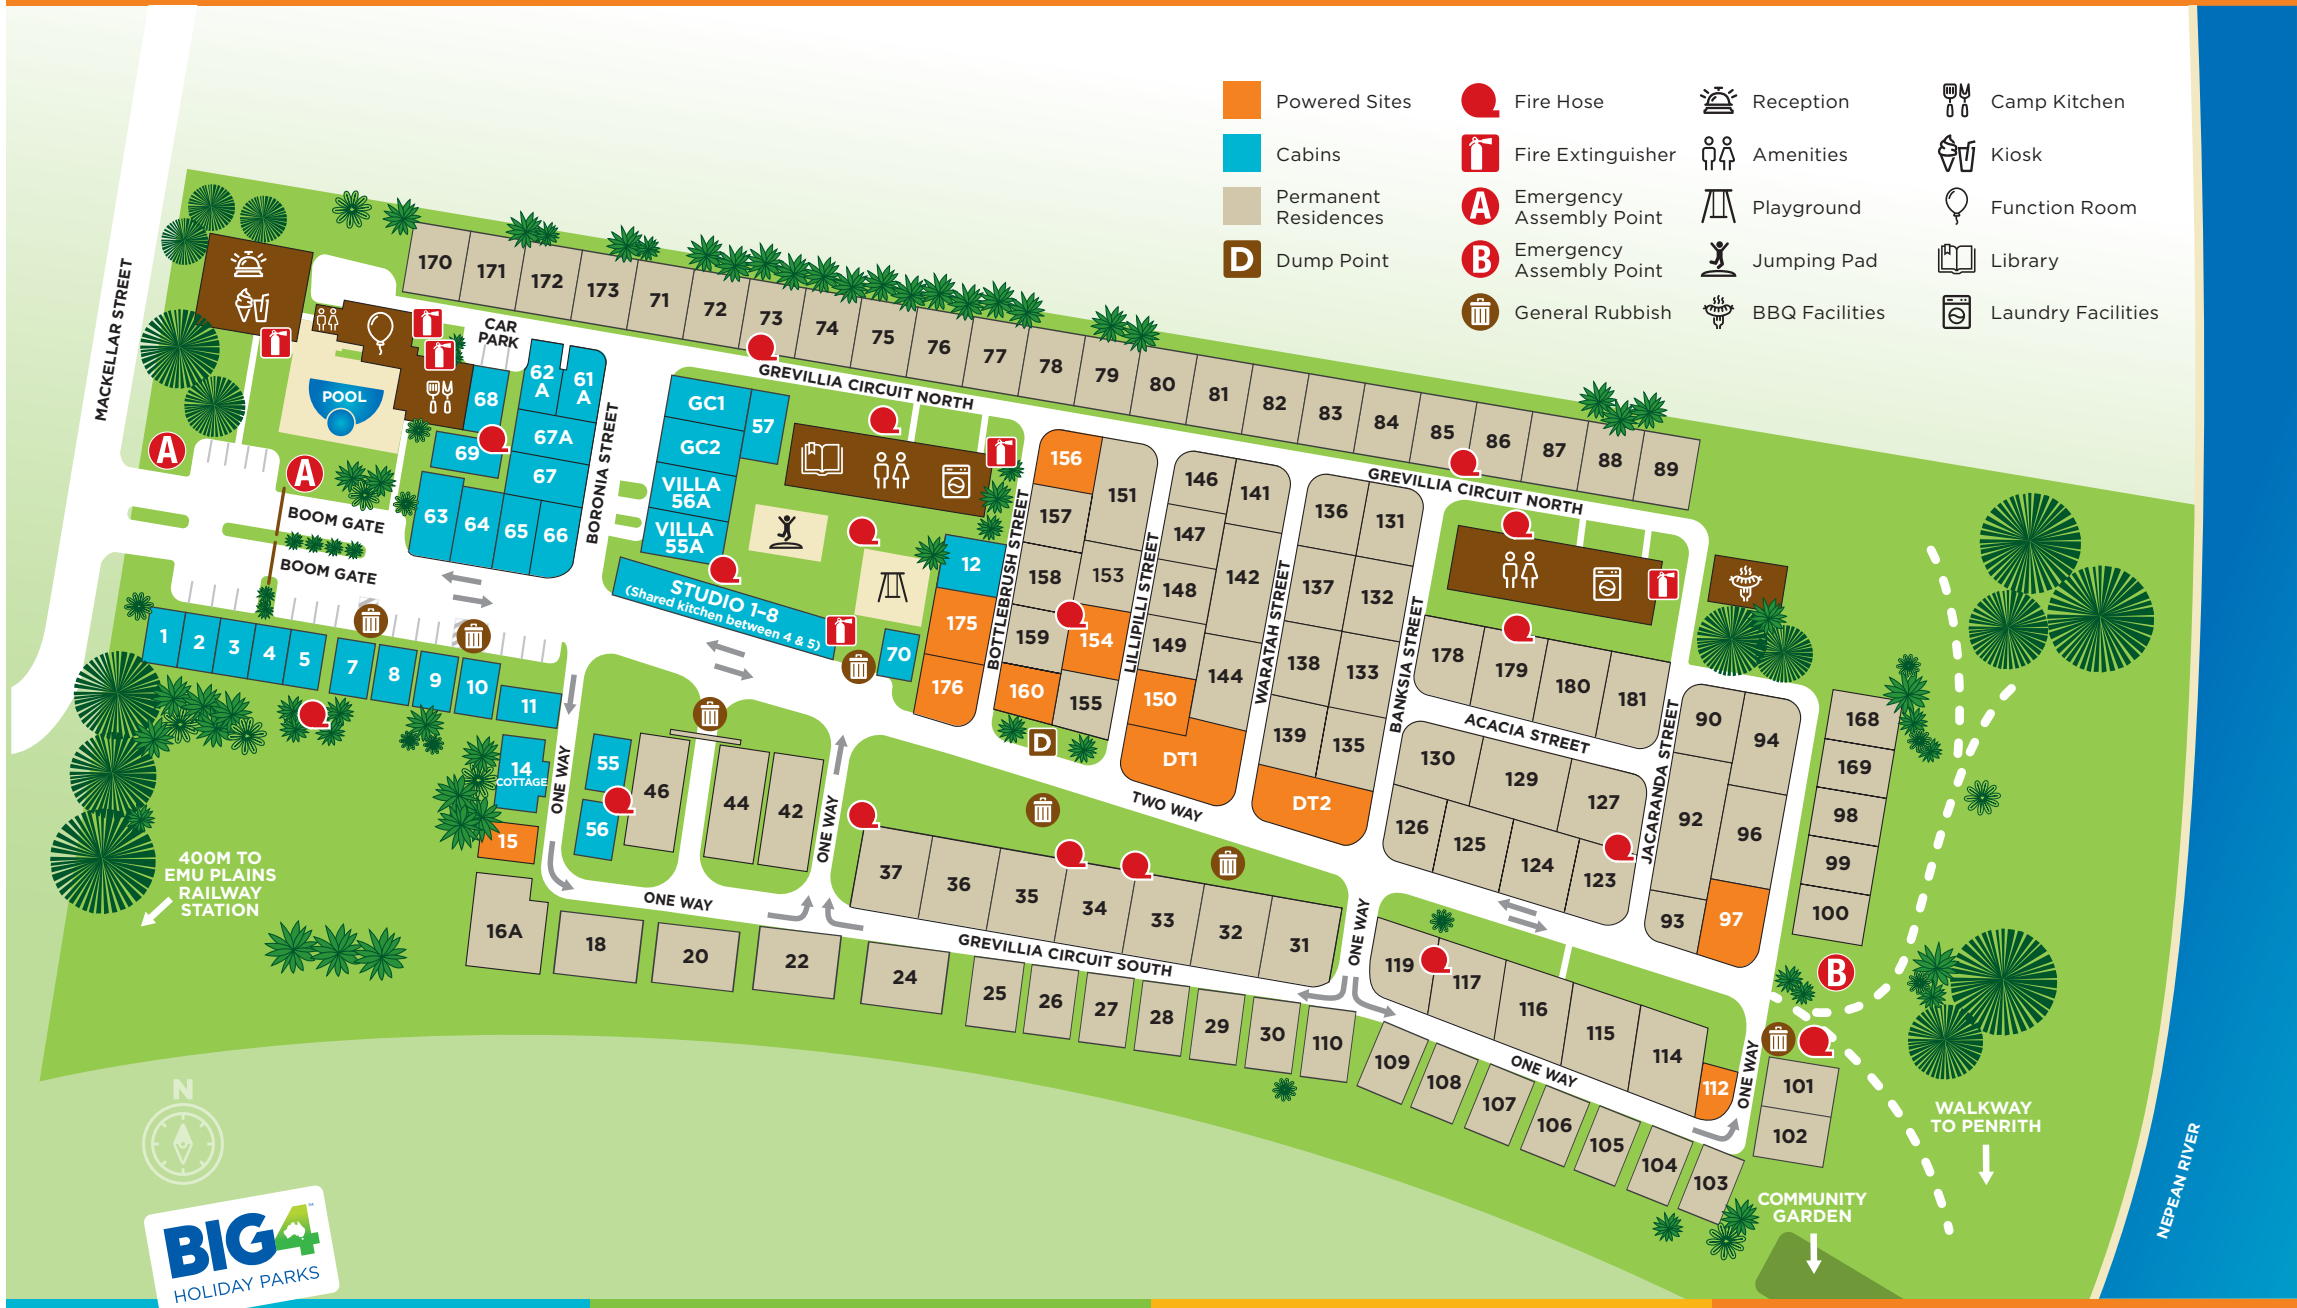 Powered Sites
Cabins
Permanent
Residences
D
Dump Point
Fire Hose
Fire Extinguisher
A
Emergency
Assembly Point
B
Emergency
Assembly Point
General Rubbish
Reception
Amenities
Playground
Jumping Pad
BBQ Facilities
Camp Kitchen
Kiosk
Function Room
Library
Laundry Facilities
MACKELLAR STREET
CAR
PARK
POOL
A
A
BOOM GATE
BOOM GATE
BORONIA STREET
170
171
172
173
71
72
73
74
75
76
77
78
79
80
81
82
83
84
85
86
87
88
89
GREVILLIA CIRCUIT NORTH
GREVILLIA CIRCUIT NORTH
62
A
61
A
68
67A
69
67
63
64
65
66
GC1
57
GC2
VILLA
56A
VILLA
55A
STUDIO 1-8
(Shared kitchen between 4 & 5)
12
175
176
70
BOTTLEBRUSH STREET
156
151
157
158
153
159
154
160
155
D
LILLIPILLI STREET
146
141
147
142
148
149
144
150
DT1
WARATAH STREET
136
131
137
132
138
133
139
135
DT2
BANKSIA STREET
178
179
180
181
ACACIA STREET
130
129
127
126
125
124
123
JACARANDA STREET
90
94
92
96
93
97
168
169
98
99
100
B
1
2
3
4
5
7
8
9
10
11
14
COTTAGE
15
16A
18
20
22
24
25
26
27
28
29
30
110
109
108
107
106
105
104
103
101
102
ONE WAY
55
56
46
44
42
ONE WAY
ONE WAY
TWO WAY
37
36
35
34
33
32
31
GREVILLIA CIRCUIT SOUTH
ONE WAY
119
117
116
115
114
112
ONE WAY
ONE WAY
400M TO
EMU PLAINS
RAILWAY
STATION
WALKWAY
TO PENRITH
COMMUNITY
GARDEN
NEPEAN RIVER
N
BIG4
HOLIDAY PARKS